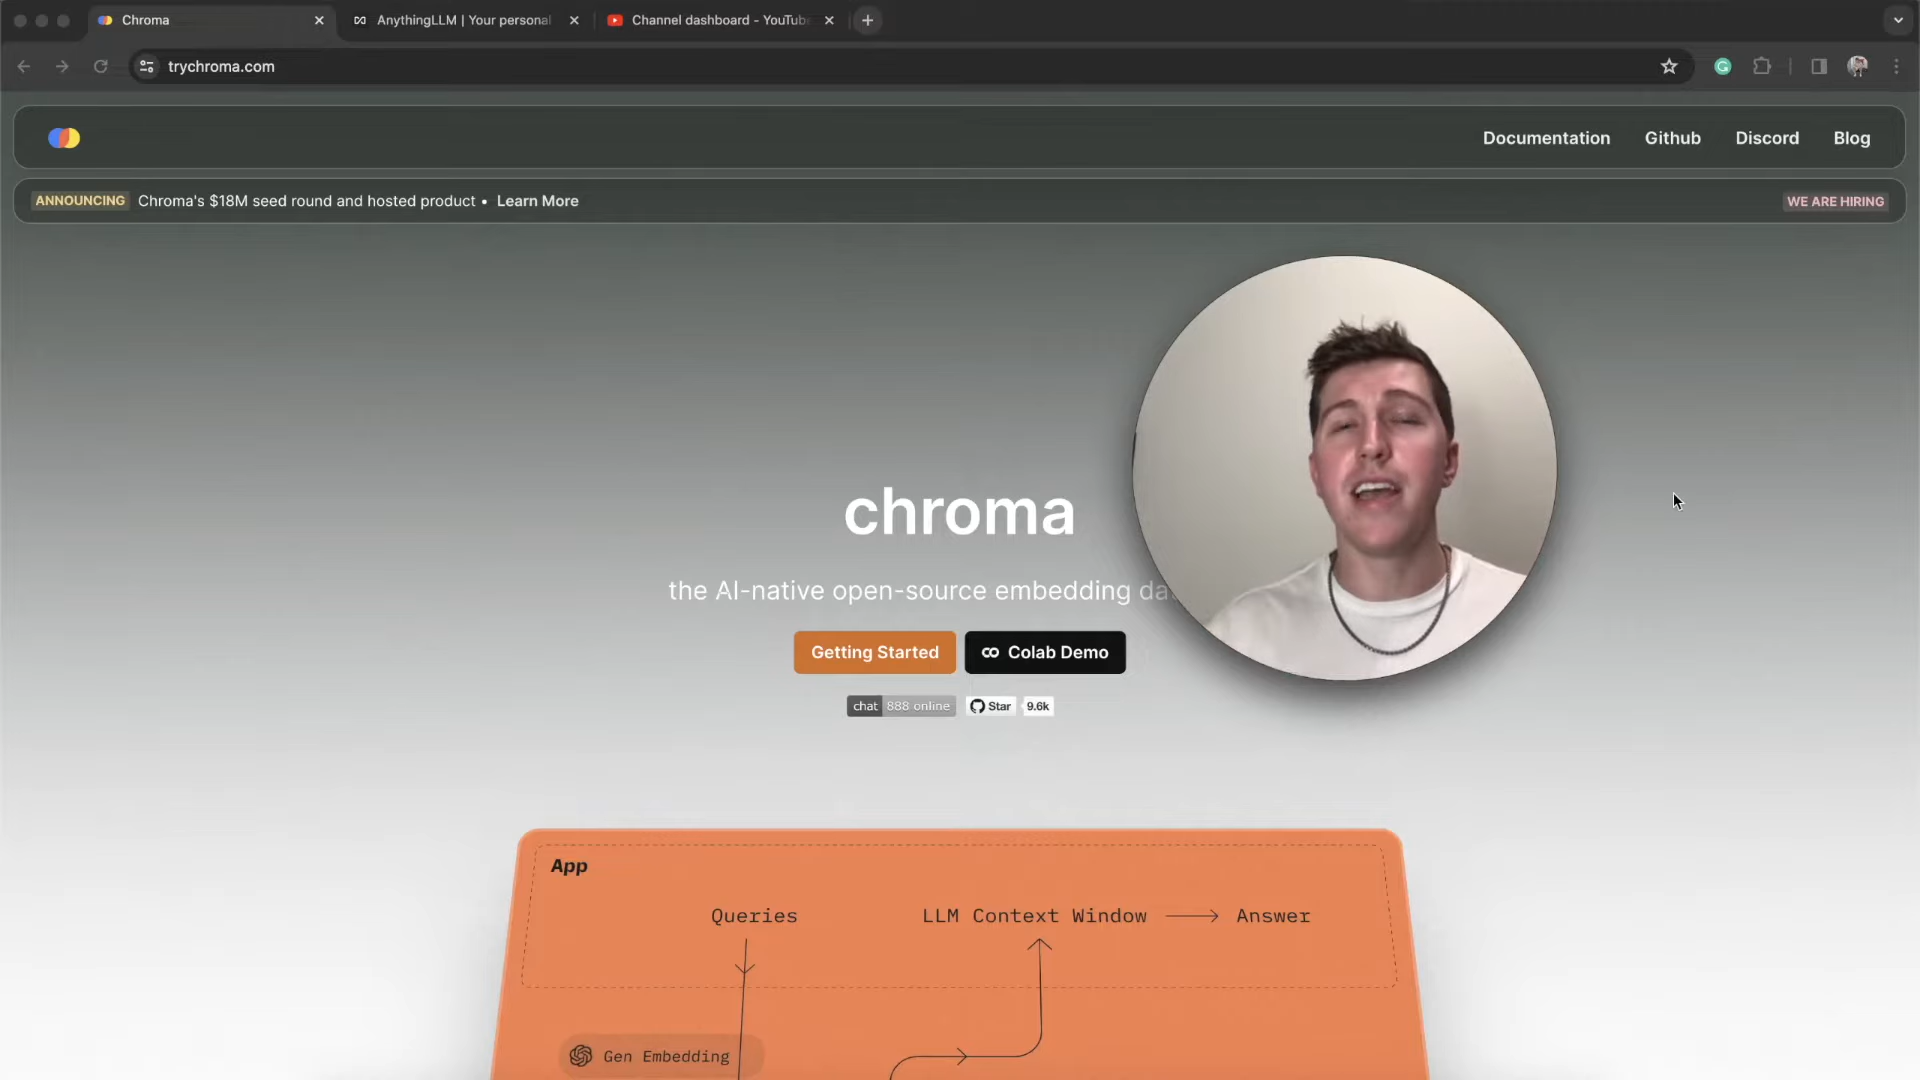 Chroma
AnythingLLM | Your personal
Channel dashboard - YouTub
trychroma.com
Documentation
Github
Discord
Blog
ANNOUNCING Chroma's $18M seed round and hosted product • Learn More
WE ARE HIRING
chroma
the AI-native open-source embedding da
Getting Started
Colab Demo
chat 888 online
Star 9.6k
App
Queries
LLM Context Window
Answer
Gen Embedding